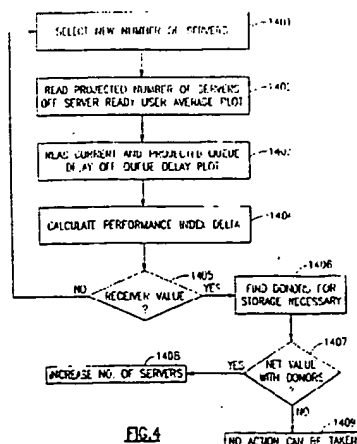 SELECT NEW NUMBER OF SERVERS
1401
READ PROJECTED NUMBER OF SERVERS
OFF SERVER READY USER AVERAGE PLOT
1402
READ CURRENT AND PROJECTED QUEUE
DELAY OFF QUEUE DELAY PLOT
1403
CALCULATE PERFORMANCE INDEX DELTA
1404
1405
NO
RECEIVER VALUE
?
YES
1406
FIND DONORS FOR
STORAGE NECESSARY
1407
1408
INCREASE NO. OF SERVERS
YES
NET VALUE
WITH DONORS
?
NO
1409
NO ACTION CAN BE TAKEN
FIG.4